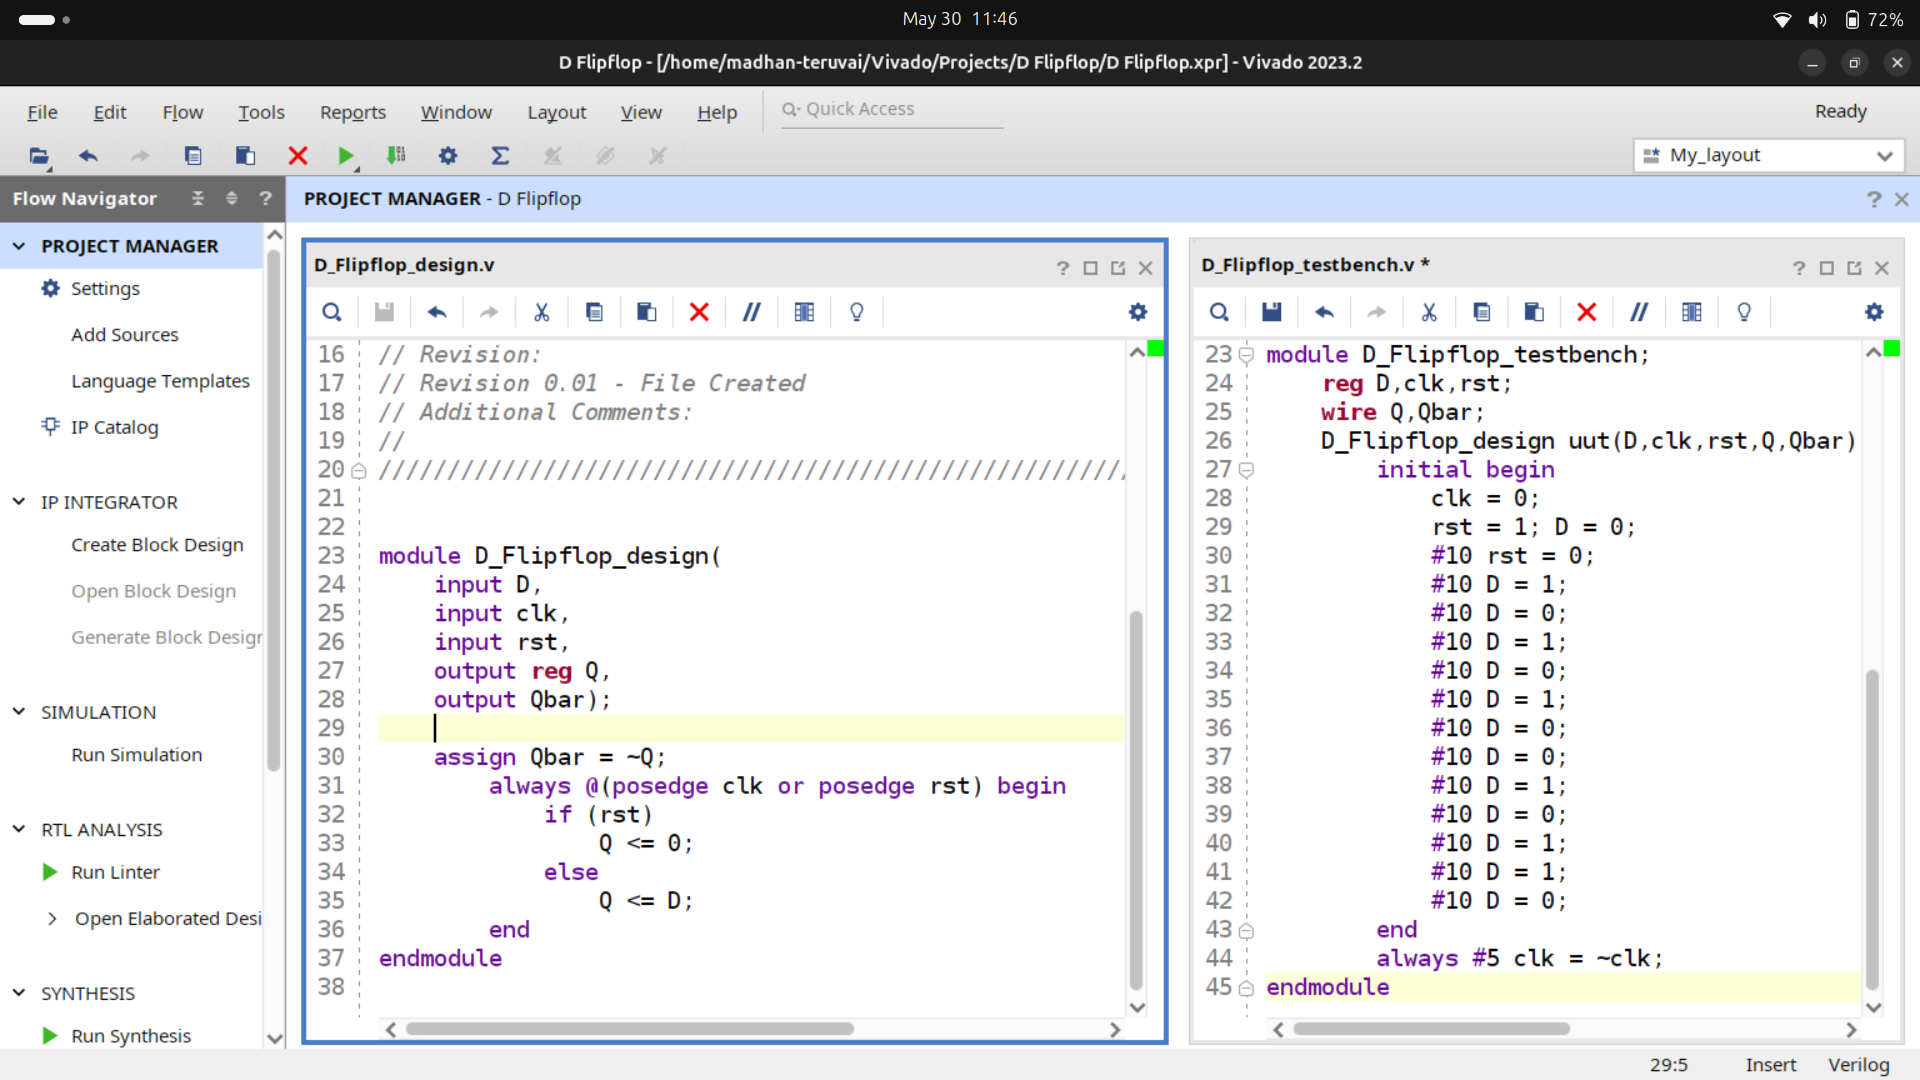 May 30 11:46
72%
D Flipflop - [/home/madhan-teruvai/Vivado/Projects/D Flipflop/D Flipflop.xpr] - Vivado 2023.2
File Edit Flow Tools Reports Window Layout View Help
Quick Access
Ready
My_layout
Flow Navigator
?
PROJECT MANAGER - D Flipflop
?
PROJECT MANAGER
Settings
Add Sources
Language Templates
IP Catalog
IP INTEGRATOR
Create Block Design
Open Block Design
Generate Block Design
SIMULATION
Run Simulation
RTL ANALYSIS
Run Linter
Open Elaborated Desi
SYNTHESIS
Run Synthesis
D_Flipflop_design.v
?
16 // Revision:
17 // Revision 0.01 - File Created
18 // Additional Comments:
19 //
20 //////////////////////////////////////////////////////
21
22
23 module D_Flipflop_design(
24 input D,
25 input clk,
26 input rst,
27 output reg Q,
28 output Qbar);
29
30 assign Qbar = ~Q;
31 always @(posedge clk or posedge rst) begin
32 if (rst)
33 Q <= 0;
34 else
35 Q <= D;
36 end
37 endmodule
38
D_Flipflop_testbench.v *
?
23 module D_Flipflop_testbench;
24 reg D,clk,rst;
25 wire Q,Qbar;
26 D_Flipflop_design uut(D,clk,rst,Q,Qbar)
27 initial begin
28 clk = 0;
29 rst = 1; D = 0;
30 #10 rst = 0;
31 #10 D = 1;
32 #10 D = 0;
33 #10 D = 1;
34 #10 D = 0;
35 #10 D = 1;
36 #10 D = 0;
37 #10 D = 0;
38 #10 D = 1;
39 #10 D = 0;
40 #10 D = 1;
41 #10 D = 1;
42 #10 D = 0;
43 end
44 always #5 clk = ~clk;
45 endmodule
29:5 Insert Verilog